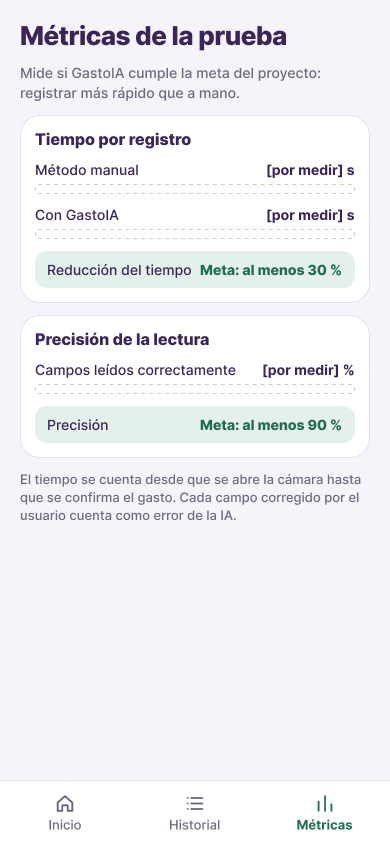 Métricas de la prueba
Mide si GastoIA cumple la meta del proyecto:
registrar más rápido que a mano.
Tiempo por registro
Método manual [por medir] s
Con GastoIA [por medir] s
Reducción del tiempo Meta: al menos 30 %
Precisión de la lectura
Campos leídos correctamente [por medir] %
Precisión Meta: al menos 90 %
El tiempo se cuenta desde que se abre la cámara hasta
que se confirma el gasto. Cada campo corregido por el
usuario cuenta como error de la IA.
Inicio Historial Métricas